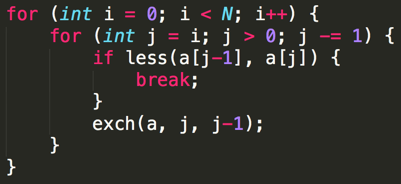 for (int i = 0; i < N; i++) {
    for (int j = i; j > 0; j -= 1) {
        if less(a[j-1], a[j]) {
            break;
        }
        exch(a, j, j-1);
    }
}